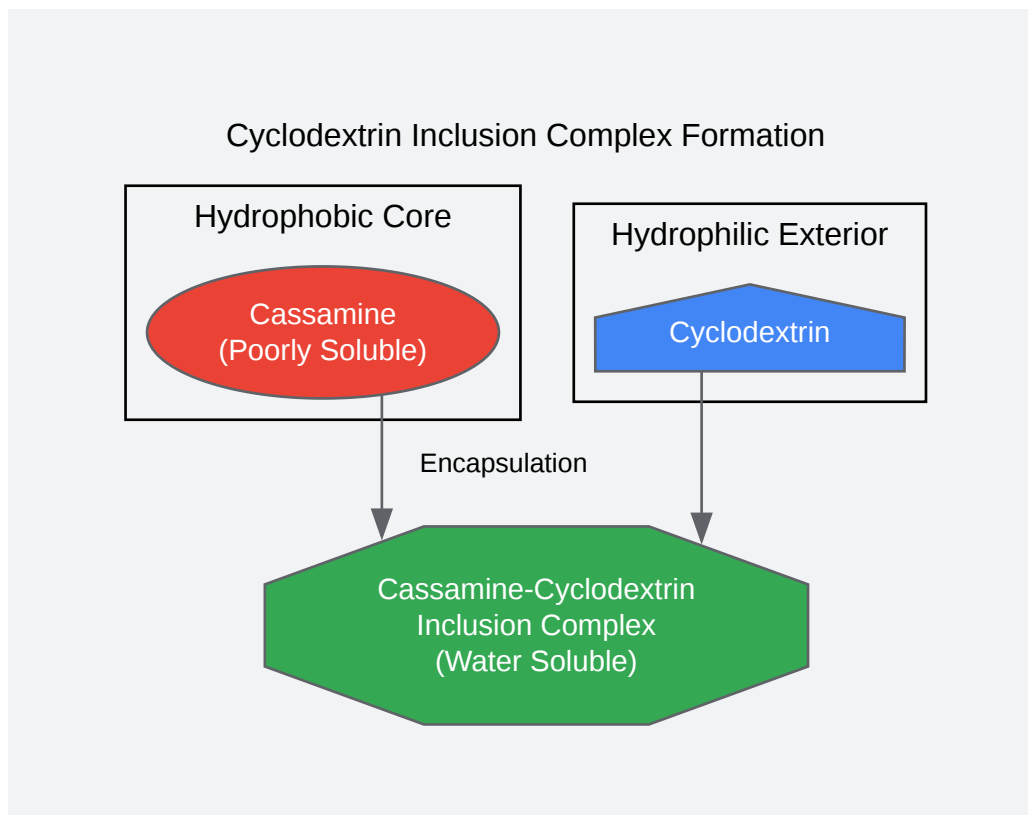 Cyclodextrin Inclusion Complex Formation
Hydrophobic Core
Cassamine
(Poorly Soluble)
Hydrophilic Exterior
Cyclodextrin
Encapsulation
Cassamine-Cyclodextrin
Inclusion Complex
(Water Soluble)